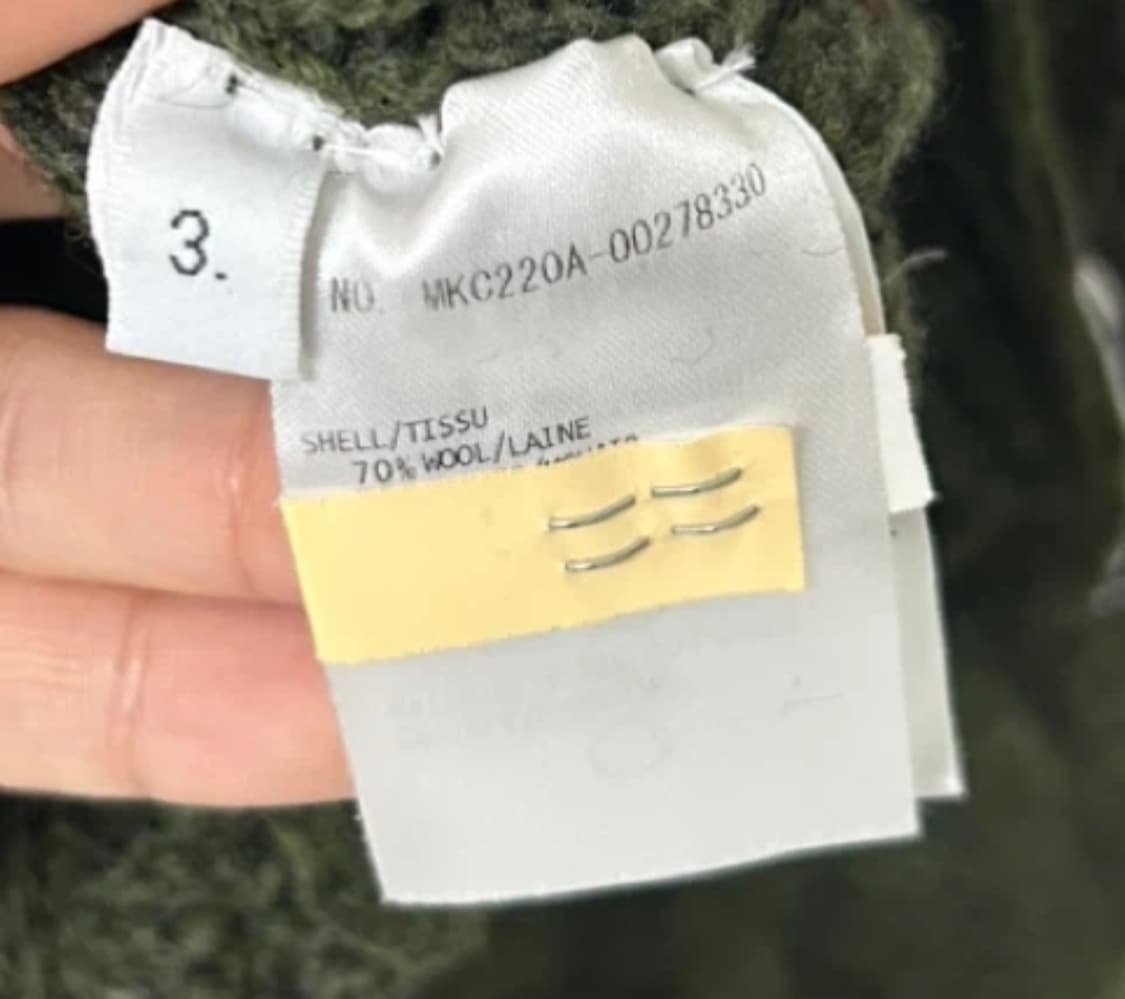 3.
NO. MKC220A-00278330
SHELL/TISSU
70% WOOL/LAINE